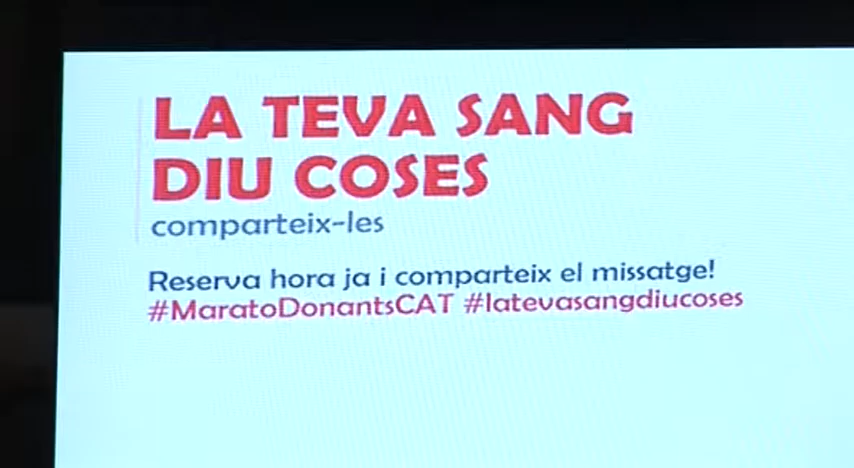 LA TEVA SANG
DIU COSES
comparteix-les
Reserva hora ja i comparteix el missatge!
#MaratoDonantsCAT #latevasangdiucoses